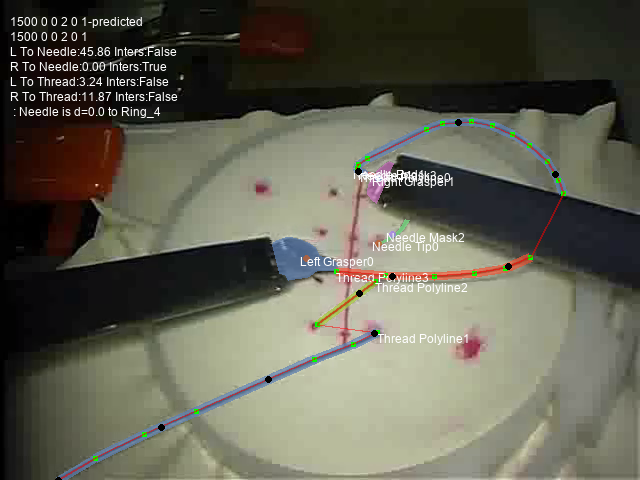 1500 0 0 2 0 1-predicted
1500 0 0 2 0 1
L To Needle:45.86 Inters:False
R To Needle:0.00 Inters:True
L To Thread:3.24 Inters:False
R To Thread:11.87 Inters:False
: Needle is d=0.0 to Ring_4
Right Grasper1
Needle Mask2
Needle Tip0
Left Grasper0
Thread Polyline3
Thread Polyline2
Thread Polyline1